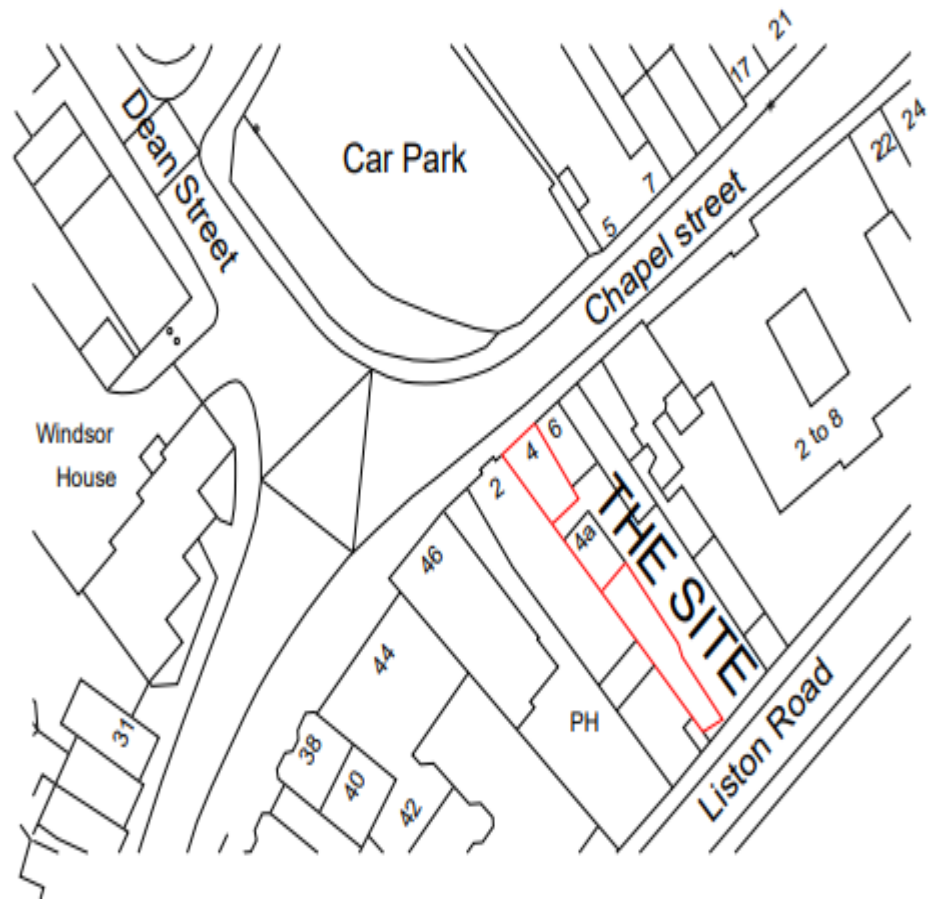 21
17
Dean Street
Car Park
24
22
7
5
Chapel street
Windsor
House
6
4
2
2 to 8
THE SITE
4a
46
44
PH
Liston Road
31
38
40
42